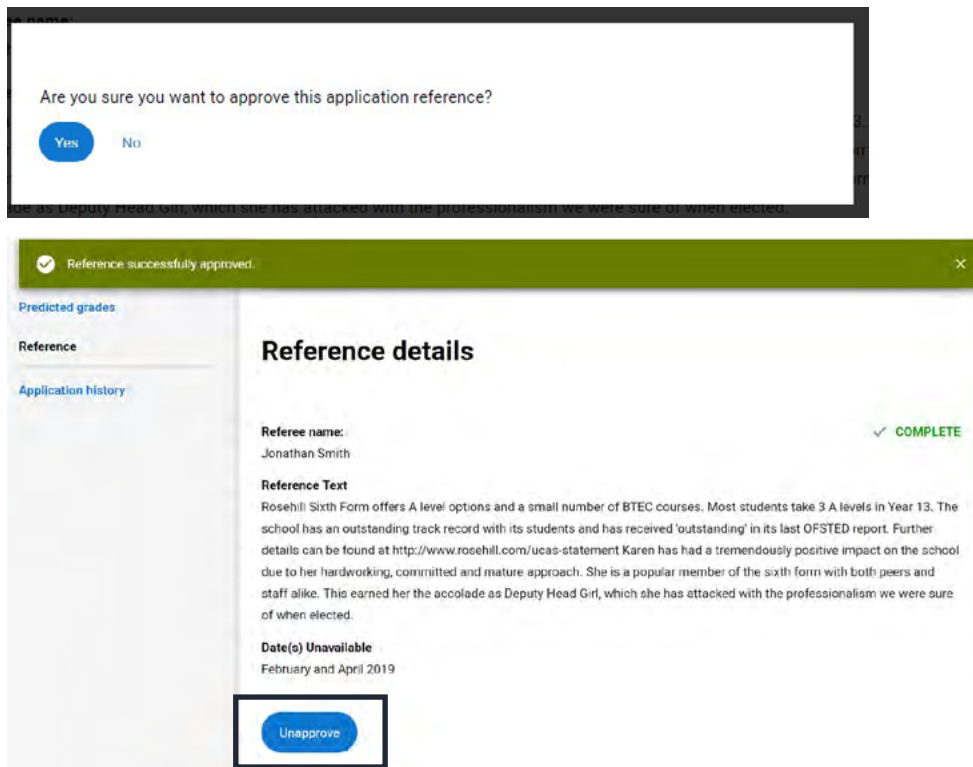 Are you sure you want to approve this application reference?
Yes No
ade as Deputy Head Girl, which she has attacked with the professionalism we were sure of when elected.
Reference successfully approved.
Predicted grades
Reference
Application history
Reference details
Referee name:
COMPLETE
Jonathan Smith
Reference Text
Rosehill Sixth Form offers A level options and a small number of BTEC courses. Most students take 3 A levels in Year 13. The
school has an outstanding track record with its students and has received 'outstanding' in its last OFSTED report. Further
details can be found at http://www.rosehill.com/ucas-statement Karen has had a tremendously positive impact on the school
due to her hardworking, committed and mature approach. She is a popular member of the sixth form with both peers and
staff alike. This earned her the accolade as Deputy Head Girl, which she has attacked with the professionalism we were sure
of when elected.
Date(s) Unavailable
February and April 2019
Unapprove